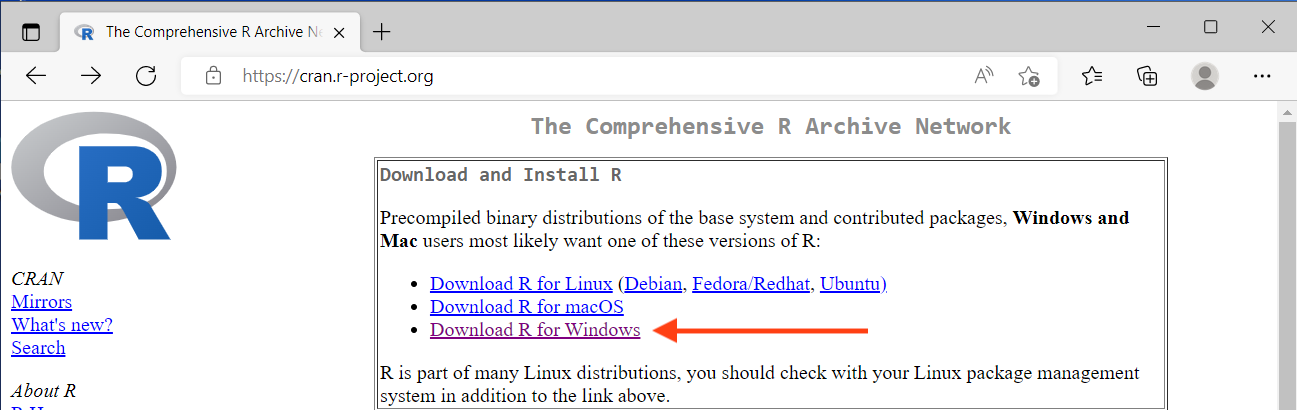 The Comprehensive R Archive Ne
https://cran.r-project.org
R
The Comprehensive R Archive Network
Download and Install R
Precompiled binary distributions of the base system and contributed packages, Windows and
Mac users most likely want one of these versions of R:
Download R for Linux (Debian, Fedora/Redhat, Ubuntu)
Download R for macOS
Download R for Windows
R is part of many Linux distributions, you should check with your Linux package management
system in addition to the link above.
CRAN
Mirrors
What's new?
Search
About R